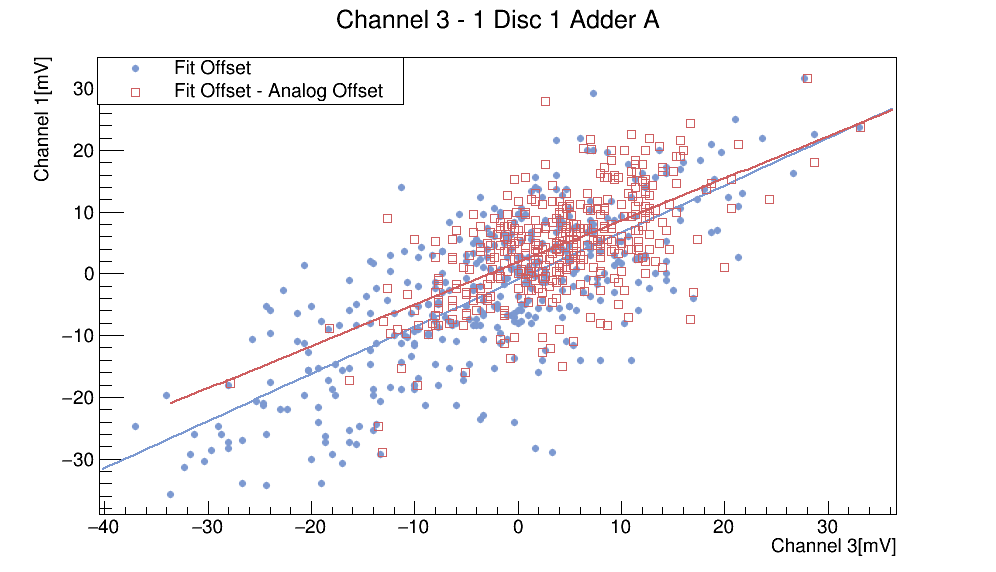 Channel 3 - 1 Disc 1 Adder A
Channel 1[mV]
Fit Offset
Fit Offset - Analog Offset
30
20
10
0
−10
−20
−30
−40 −30 −20 −10 0 10 20 30
Channel 3[mV]